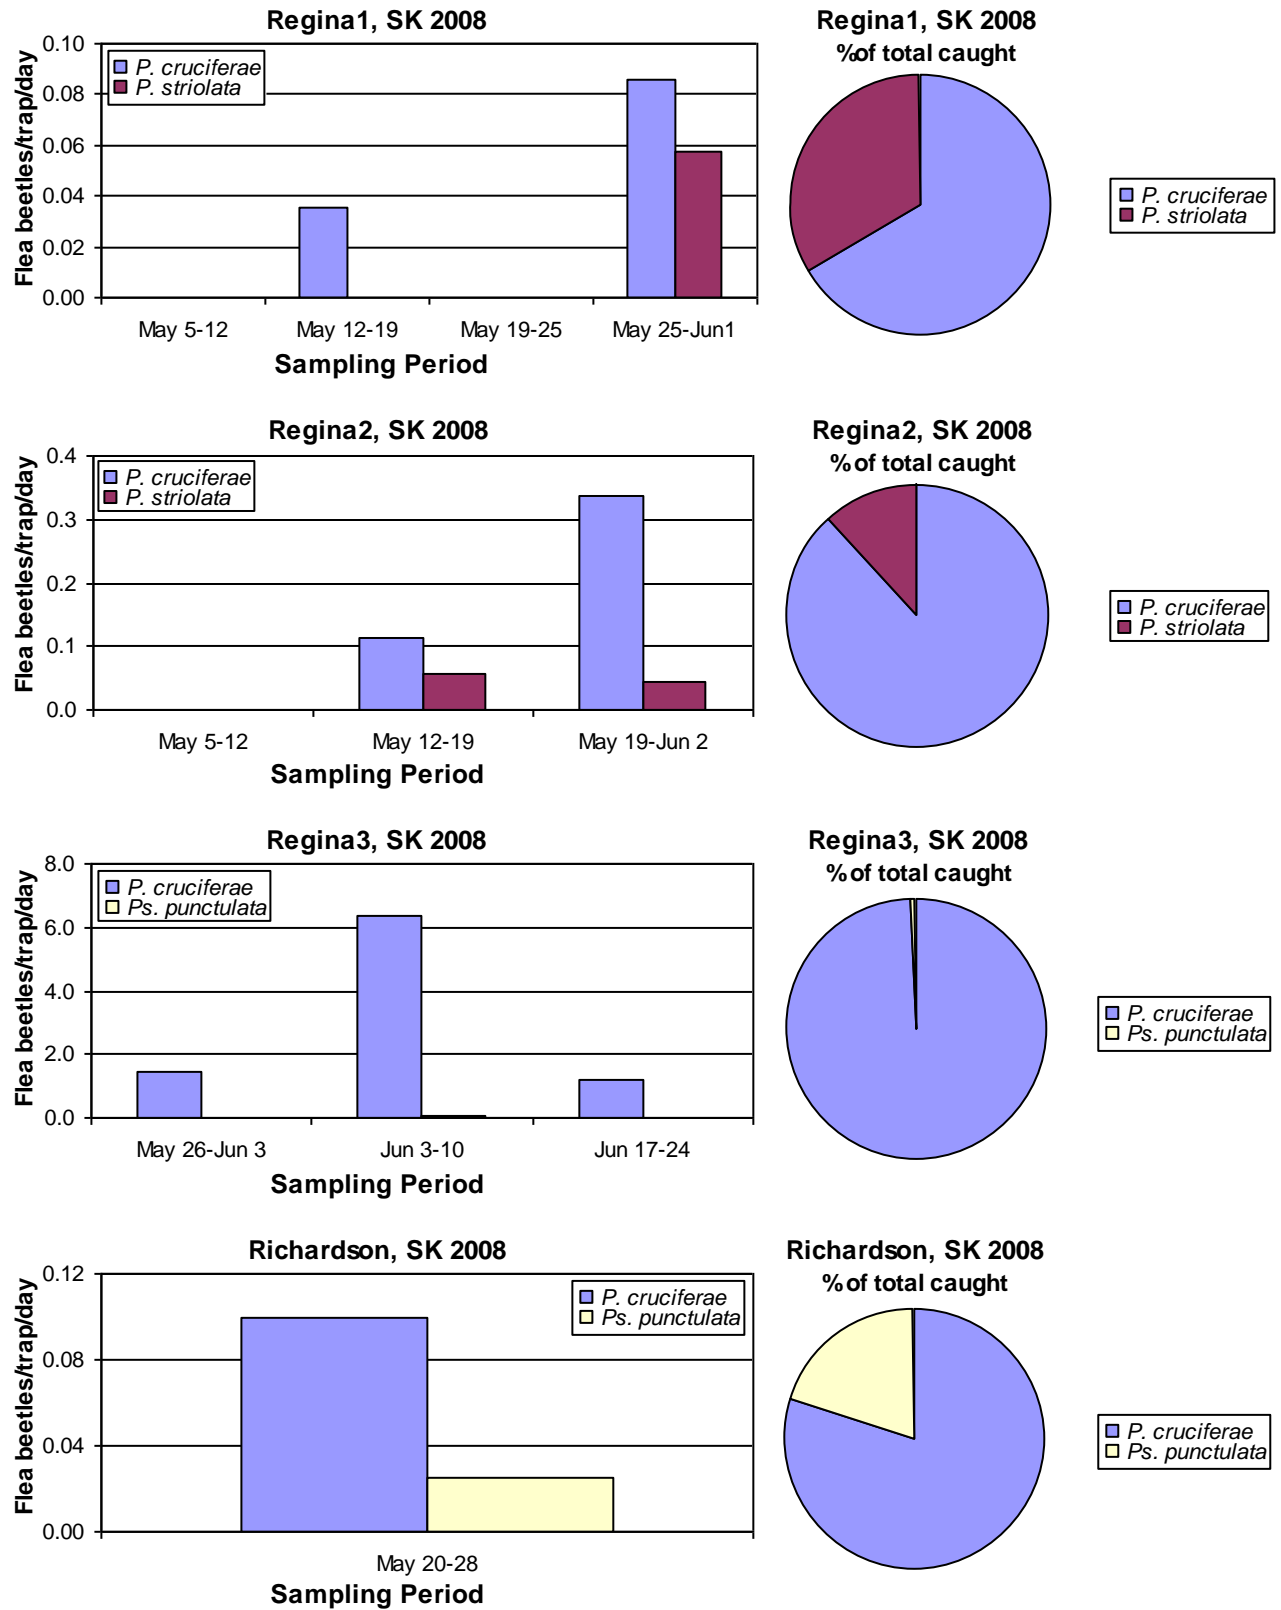 Regina1, SK 2008
Flea beetles/trap/day
0.10
0.08
0.06
0.04
0.02
0.00
P. cruciferae
P. striolata
May 5-12
May 12-19
May 19-25
May 25-Jun1
Sampling Period
Regina1, SK 2008
% of total caught
P. cruciferae
P. striolata
Regina2, SK 2008
Flea beetles/trap/day
0.4
0.3
0.2
0.1
0.0
P. cruciferae
P. striolata
May 5-12
May 12-19
May 19-Jun 2
Sampling Period
Regina2, SK 2008
% of total caught
P. cruciferae
P. striolata
Regina3, SK 2008
Flea beetles/trap/day
8.0
6.0
4.0
2.0
0.0
P. cruciferae
Ps. punctulata
May 26-Jun 3
Jun 3-10
Jun 17-24
Sampling Period
Regina3, SK 2008
% of total caught
P. cruciferae
Ps. punctulata
Richardson, SK 2008
Flea beetles/trap/day
0.12
0.08
0.04
0.00
P. cruciferae
Ps. punctulata
May 20-28
Sampling Period
Richardson, SK 2008
% of total caught
P. cruciferae
Ps. punctulata